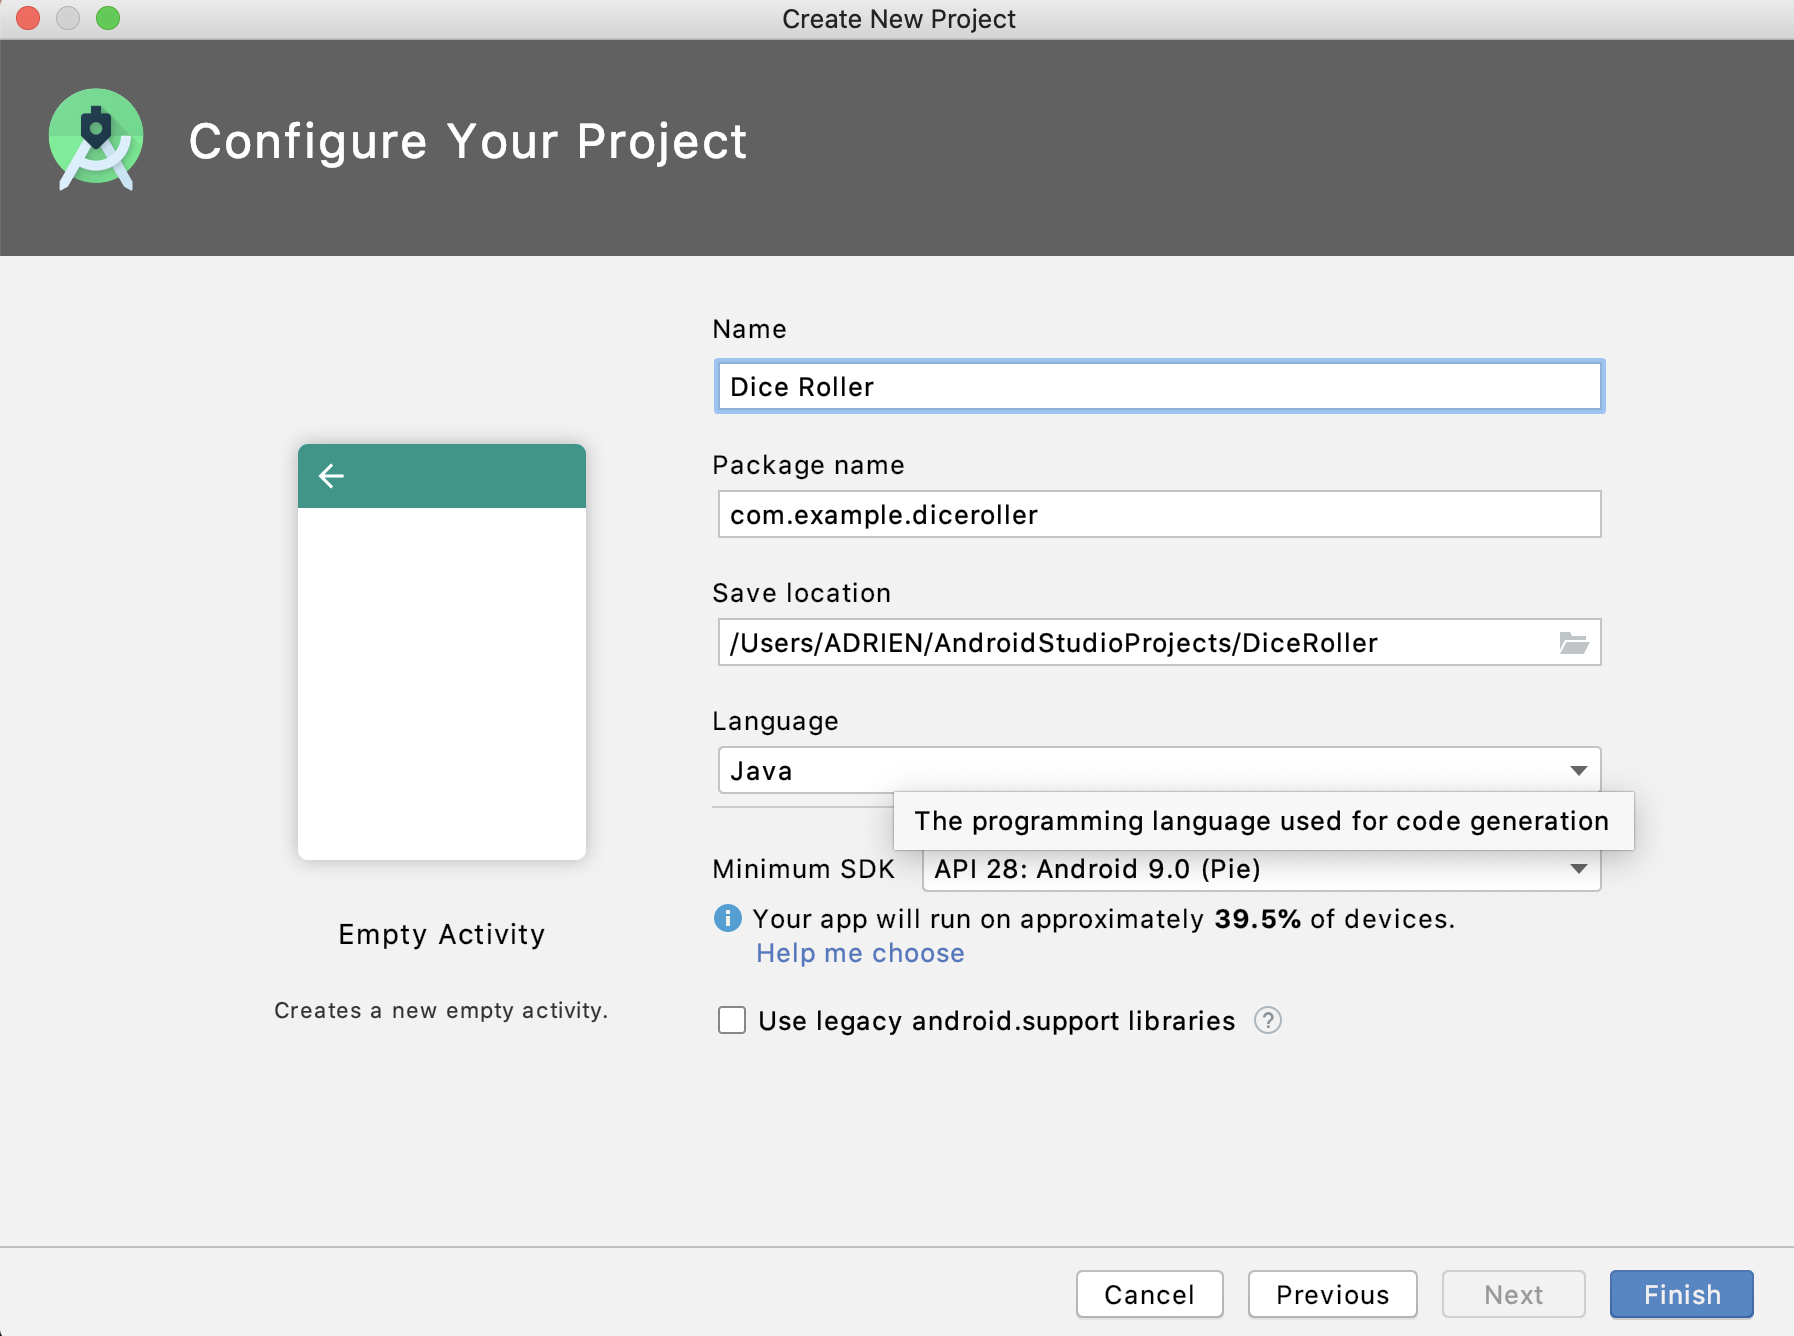 Create New Project
Configure Your Project
Name
Dice Roller
Package name
com.example.diceroller
Save location
/Users/ADRIEN/AndroidStudioProjects/DiceRoller
Language
Java
The programming language used for code generation
Minimum SDK API 28: Android 9.0 (Pie)
Your app will run on approximately 39.5% of devices.
Help me choose
Use legacy android.support libraries ?
Empty Activity
Creates a new empty activity.
Cancel Previous Next Finish